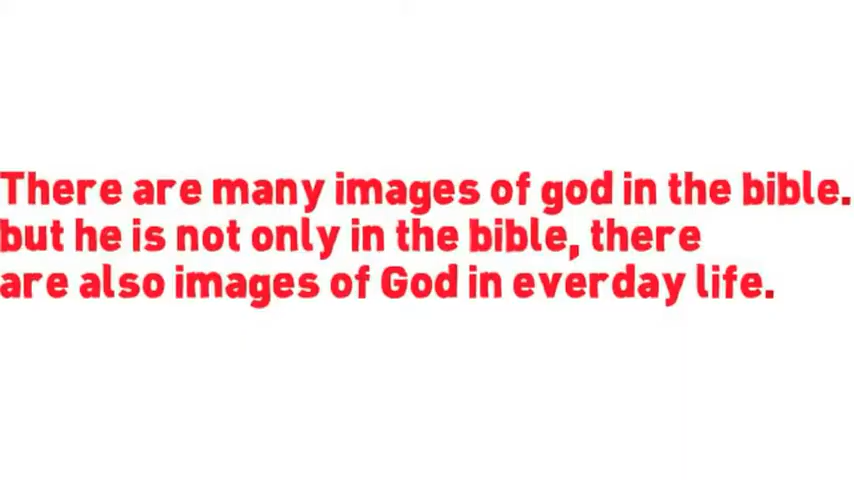 There are many images of god in the bible.
but he is not only in the bible, there
are also images of God in everday life.